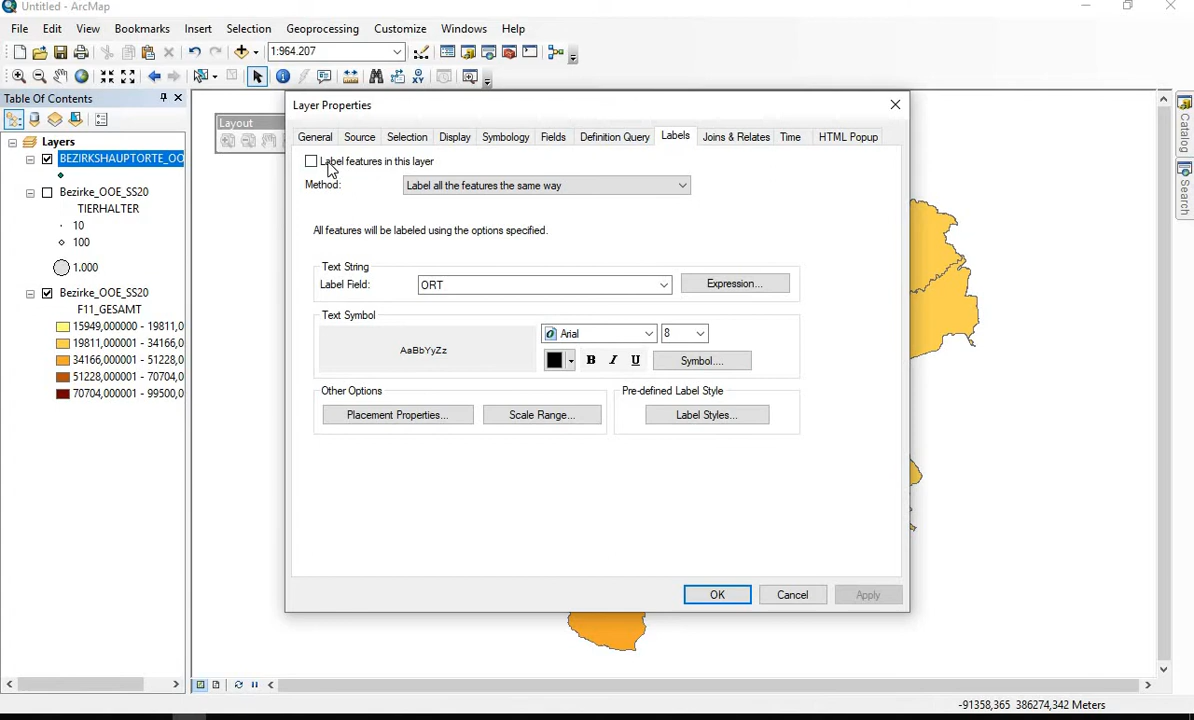 Untitled - ArcMap
File Edit View Bookmarks Insert Selection Geoprocessing Customize Windows Help
1:964.207
Table Of Contents
Layers
BEZIRKSHAUPTORTE_OO
Bezirke_OOE_SS20
TIERHALTER
10
100
1.000
Bezirke_OOE_SS20
F11_GESAMT
15949,000000 - 19811,0
19811,000001 - 34166,0
34166,000001 - 51228,0
51228,000001 - 70704,0
70704,000001 - 99500,0
Layout
Layer Properties
General Source Selection Display Symbology Fields Definition Query Labels Joins & Relates Time HTML Popup
Label features in this layer
Method: Label all the features the same way
All features will be labeled using the options specified.
Text String
Label Field: ORT Expression...
Text Symbol
AaBbYyZz
Arial 8
B I U Symbol....
Other Options
Placement Properties... Scale Range...
Pre-defined Label Style
Label Styles...
OK Cancel Apply
Catalog
Search
-91358,365 386274,342 Meters